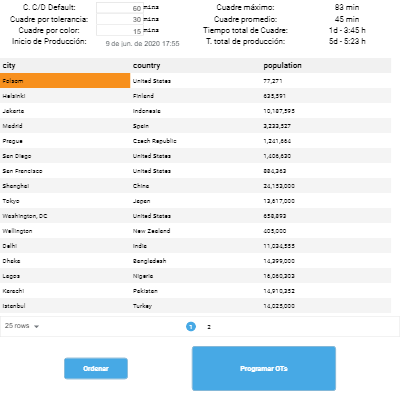 C. C/D Default: 60 mins Cuadre máximo: 83 min
Cuadre por tolerancia: 30 mins Cuadre promedio: 45 min
Cuadre por color: 15 mins Tiempo total de Cuadre: 1d - 3:45 h
Inicio de Producción: 9 de jun. de 2020 17:55 T. total de producción: 5d - 5:23 h
city country population
Folsom United States 77,271
Helsinki Finland 635,591
Jakarta Indonesia 10,187,595
Madrid Spain 3,233,527
Prague Czech Republic 1,241,664
San Diego United States 1,406,630
San Francisco United States 884,363
Shanghai China 24,153,000
Tokyo Japan 13,617,000
Washington, DC United States 658,893
Wellington New Zealand 405,000
Delhi India 11,034,555
Dhaka Bangladesh 14,399,000
Lagos Nigeria 16,060,303
Karachi Pakistan 14,910,352
Istanbul Turkey 14,025,000
25 rows 1 2
Ordenar Programar OTs